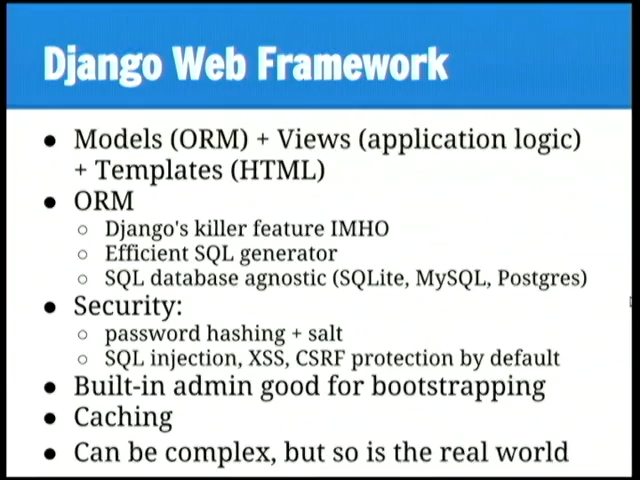 Django Web Framework
● Models (ORM) + Views (application logic)
+ Templates (HTML)
● ORM
○ Django's killer feature IMHO
○ Efficient SQL generator
○ SQL database agnostic (SQLite, MySQL, Postgres)
● Security:
○ password hashing + salt
○ SQL injection, XSS, CSRF protection by default
● Built-in admin good for bootstrapping
● Caching
● Can be complex, but so is the real world